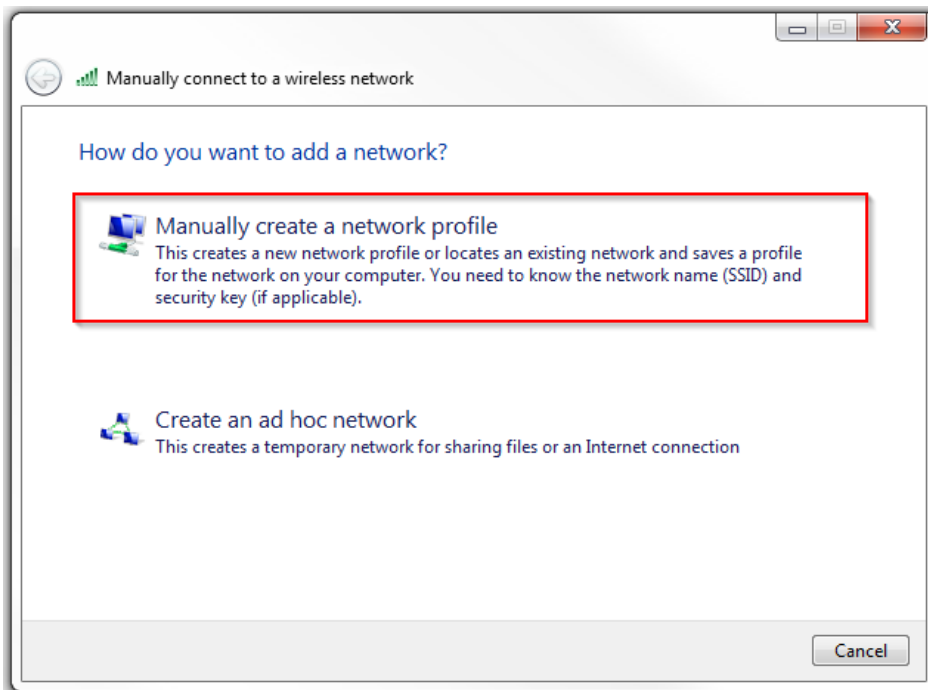 Manually connect to a wireless network
How do you want to add a network?
Manually create a network profile
This creates a new network profile or locates an existing network and saves a profile
for the network on your computer. You need to know the network name (SSID) and
security key (if applicable).
Create an ad hoc network
This creates a temporary network for sharing files or an Internet connection
Cancel